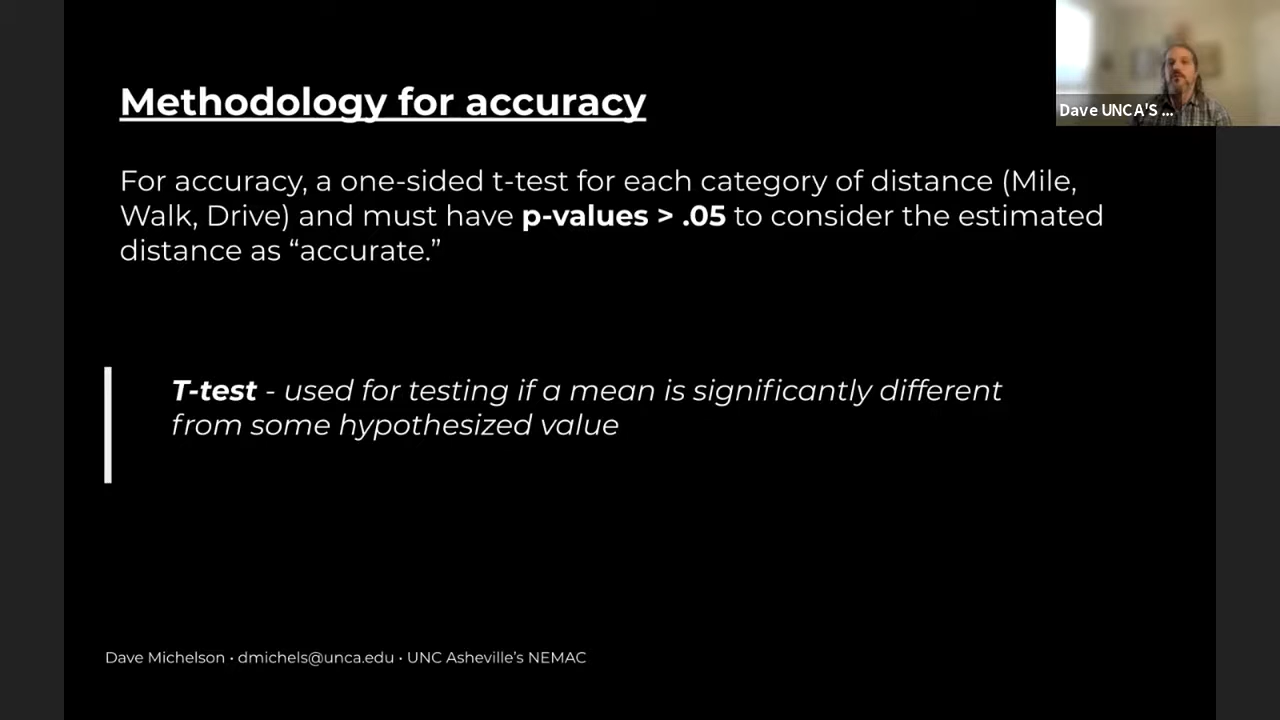 Methodology for accuracy
Dave UNCA'S ...
For accuracy, a one-sided t-test for each category of distance (Mile,
Walk, Drive) and must have p-values > .05 to consider the estimated
distance as “accurate.”
T-test - used for testing if a mean is significantly different
from some hypothesized value
Dave Michelson • dmichels@unca.edu • UNC Asheville’s NEMAC